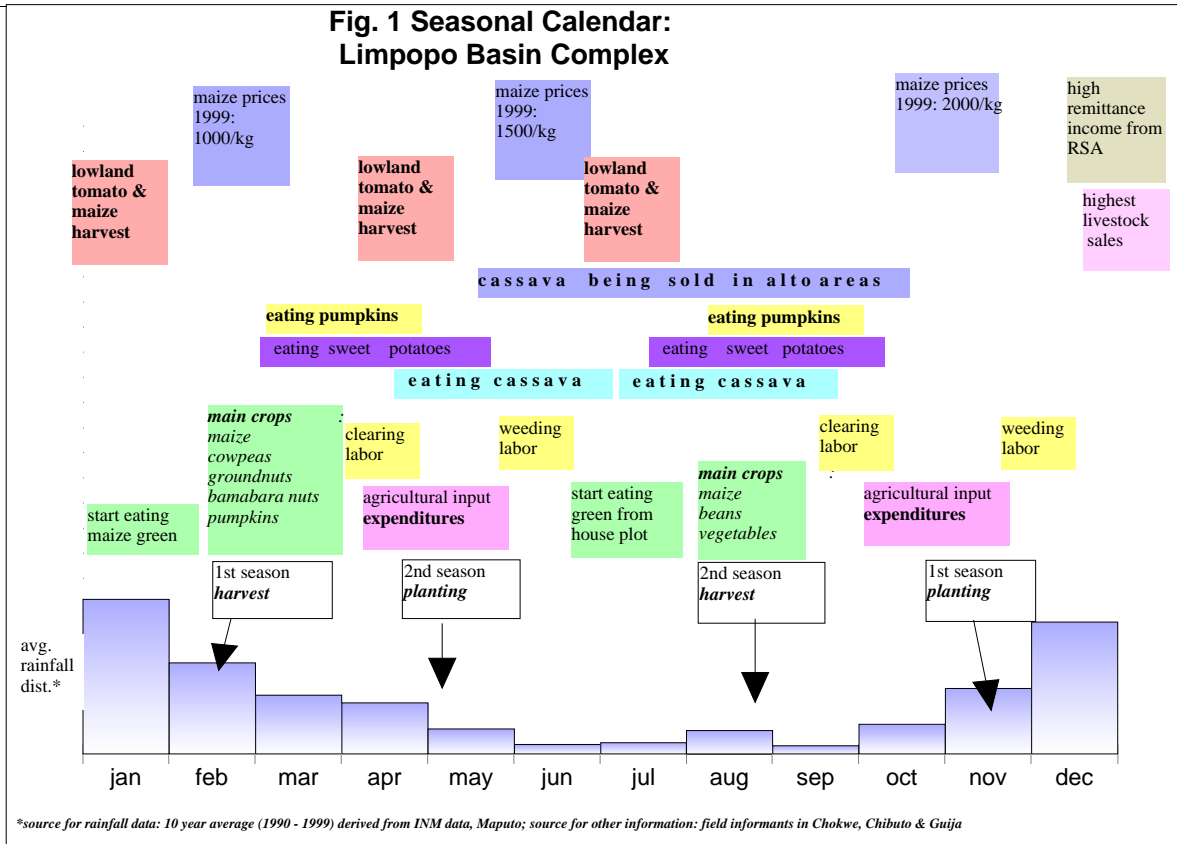 Fig. 1 Seasonal Calendar:
Limpopo Basin Complex
maize prices
1999:
1000/kg
maize prices
1999:
1500/kg
maize prices
1999: 2000/kg
high
remittance
income from
RSA
lowland
tomato &
maize
harvest
lowland
tomato &
maize
harvest
lowland
tomato &
maize
harvest
highest
livestock
sales
cassava being sold in alto areas
eating pumpkins
eating pumpkins
eating sweet potatoes
eating sweet potatoes
eating cassava
eating cassava
main crops :
maize
cowpeas
groundnuts
bamabara nuts
pumpkins
clearing
labor
weeding
labor
clearing
labor
weeding
labor
main crops :
maize
beans
vegetables
start eating
maize green
agricultural input
expenditures
start eating
green from
house plot
agricultural input
expenditures
1st season
harvest
2nd season
planting
2nd season
harvest
1st season
planting
avg.
rainfall
dist.*
jan feb mar apr may jun jul aug sep oct nov dec
*source for rainfall data: 10 year average (1990 - 1999) derived from INM data, Maputo; source for other information: field informants in Chokwe, Chibuto & Guija